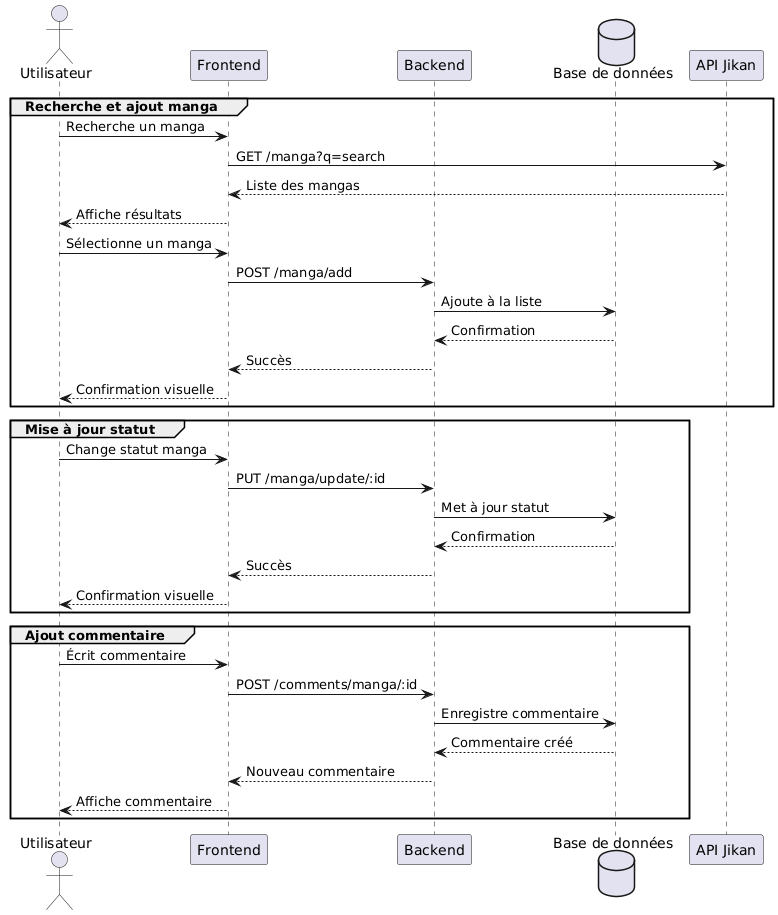 Utilisateur
Frontend
Backend
Base de données
API Jikan
Recherche et ajout manga
Recherche un manga
GET /manga?q=search
Liste des mangas
Affiche résultats
Sélectionne un manga
POST /manga/add
Ajoute à la liste
Confirmation
Succès
Confirmation visuelle
Mise à jour statut
Change statut manga
PUT /manga/update/:id
Met à jour statut
Confirmation
Succès
Confirmation visuelle
Ajout commentaire
Écrit commentaire
POST /comments/manga/:id
Enregistre commentaire
Commentaire créé
Nouveau commentaire
Affiche commentaire
Utilisateur
Frontend
Backend
Base de données
API Jikan